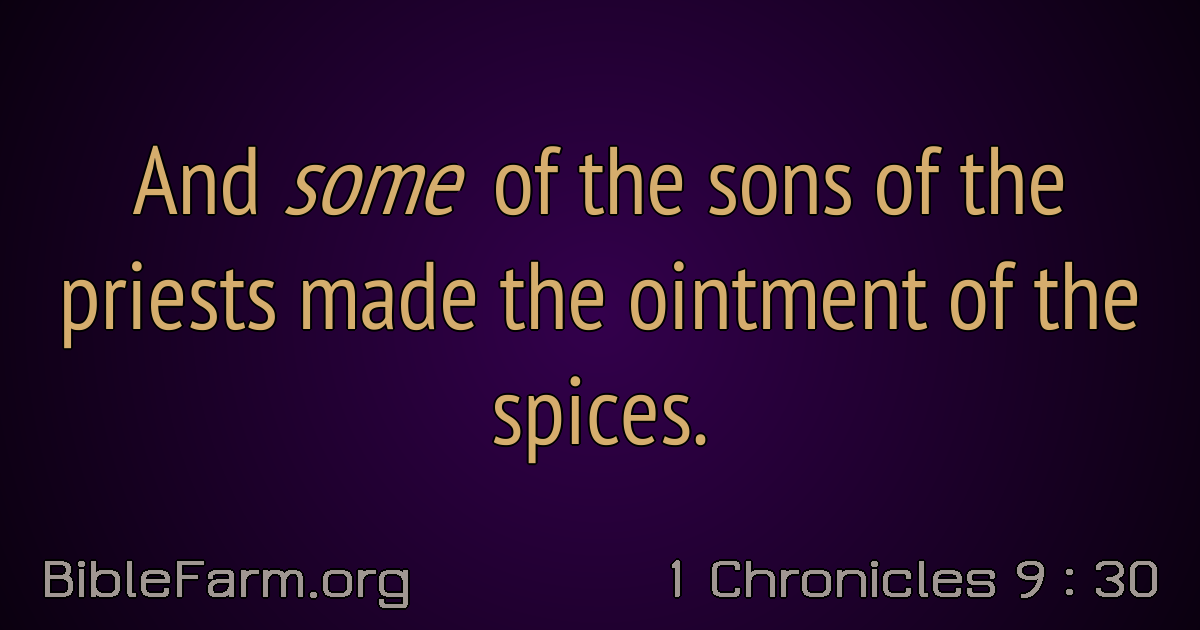 And some of the sons of the
priests made the ointment of the
spices.
BibleFarm.org
1 Chronicles 9 : 30